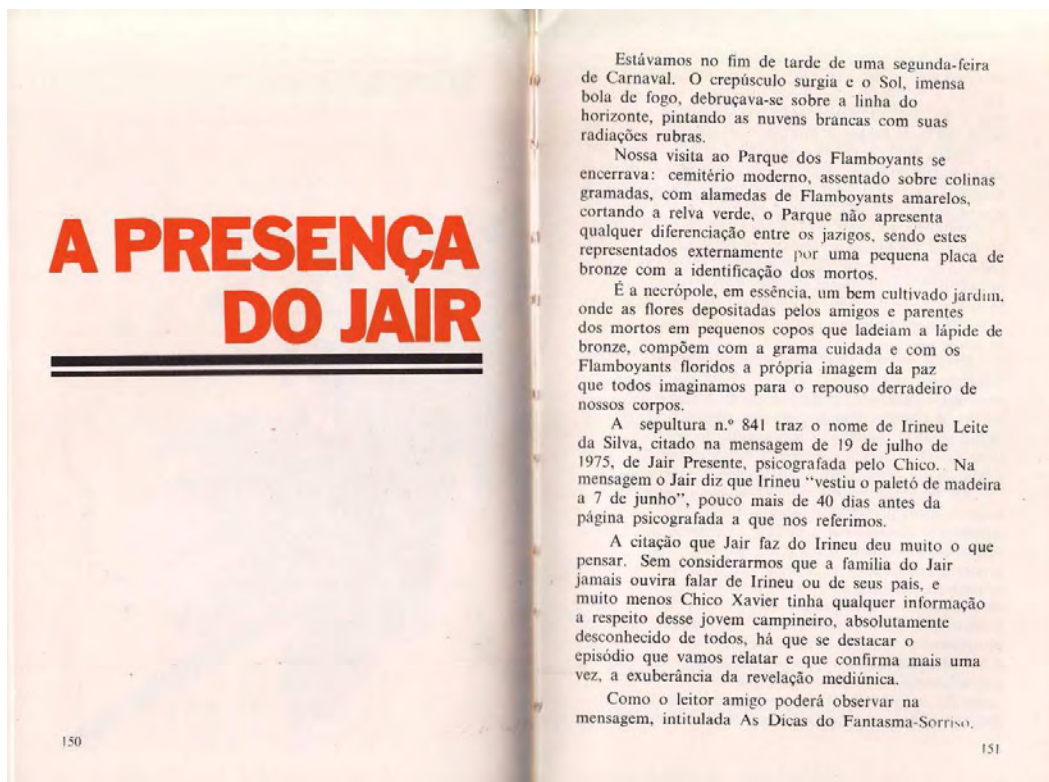 A PRESENÇA
DO JAIR
150
Estávamos no fim de tarde de uma segunda-feira
de Carnaval. O crepúsculo surgia e o Sol, imensa
bola de fogo, debruçava-se sobre a linha do
horizonte, pintando as nuvens brancas com suas
radiações rubras.
Nossa visita ao Parque dos Flamboyants se
encerrava: cemitério moderno, assentado sobre colinas
gramadas, com alamedas de Flamboyants amarelos,
cortando a relva verde, o Parque não apresenta
qualquer diferenciação entre os jazigos, sendo estes
representados externamente por uma pequena placa de
bronze com a identificação dos mortos.
É a necrópole, em essência, um bem cultivado jardim,
onde as flores depositadas pelos amigos e parentes
dos mortos em pequenos copos que ladeiam a lápide de
bronze, compõem com a grama cuidada e com os
Flamboyants floridos a própria imagem da paz
que todos imaginamos para o repouso derradeiro de
nossos corpos.
A sepultura n.º 841 traz o nome de Irineu Leite
da Silva, citado na mensagem de 19 de julho de
1975, de Jair Presente, psicografada pelo Chico. Na
mensagem o Jair diz que Irineu “vestiu o paletó de madeira
a 7 de junho”, pouco mais de 40 dias antes da
página psicografada a que nos referimos.
A citação que Jair faz do Irineu deu muito o que
pensar. Sem considerarmos que a família do Jair
jamais ouvira falar de Irineu ou de seus pais, e
muito menos Chico Xavier tinha qualquer informação
a respeito desse jovem campineiro, absolutamente
desconhecido de todos, há que se destacar o
episódio que vamos relatar e que confirma mais uma
vez, a exuberância da revelação mediúnica.
Como o leitor amigo poderá observar na
mensagem, intitulada As Dicas do Fantasma-Sorriso.
151